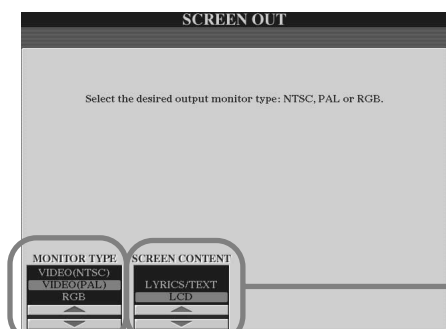 SCREEN OUT
Select the desired output monitor type: NTSC, PAL or RGB.
MONITOR TYPE
VIDEO(NTSC)
VIDEO(PAL)
RGB
SCREEN CONTENT
LYRICS/TEXT
LCD